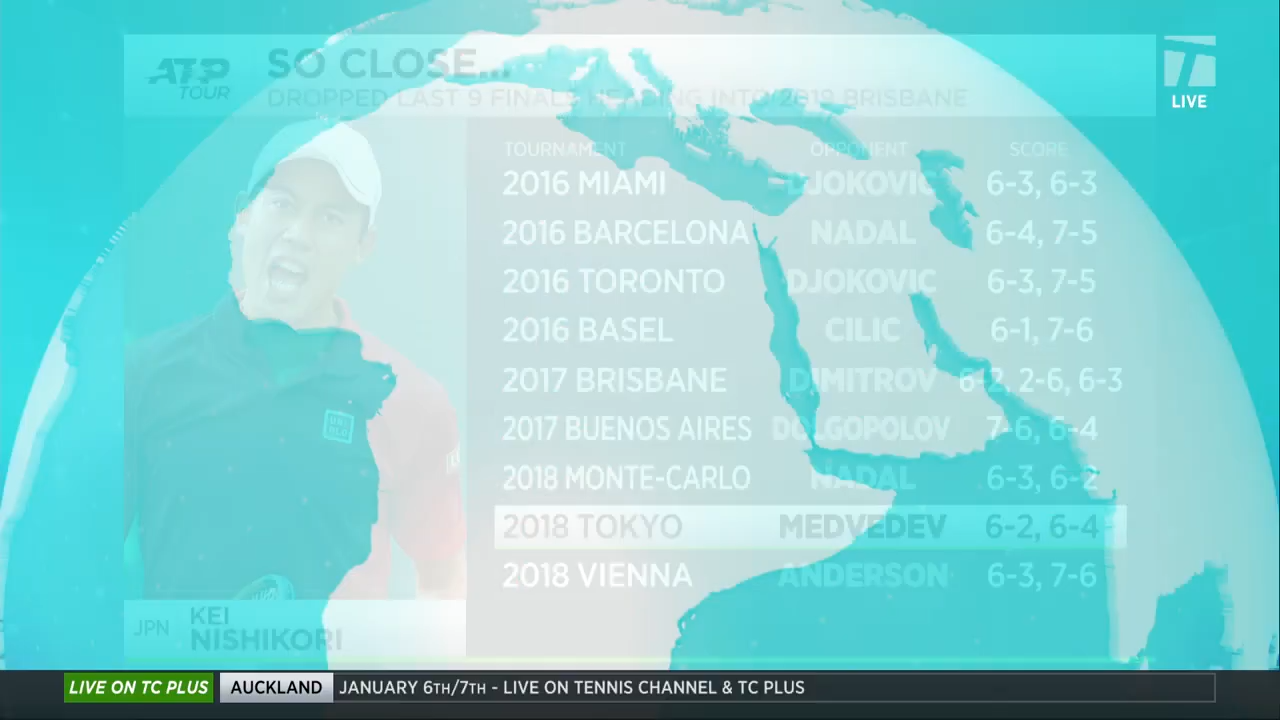 ATP
TOUR
SO CLOSE...
DROPPED LAST 9 FINALS HEADING INTO 2019 BRISBANE
LIVE
TOURNAMENT OPPONENT SCORE
2016 MIAMI DJOKOVIC 6-3, 6-3
2016 BARCELONA NADAL 6-4, 7-5
2016 TORONTO DJOKOVIC 6-3, 7-5
2016 BASEL CILIC 6-1, 7-6
2017 BRISBANE DIMITROV 6-2, 2-6, 6-3
2017 BUENOS AIRES DOLGOPOLOV 7-6, 6-4
2018 MONTE-CARLO NADAL 6-3, 6-2
2018 TOKYO MEDVEDEV 6-2, 6-4
2018 VIENNA ANDERSON 6-3, 7-6
UNI
QLO
JPN KEI
NISHIKORI
LIVE ON TC PLUS AUCKLAND JANUARY 6TH/7TH - LIVE ON TENNIS CHANNEL & TC PLUS